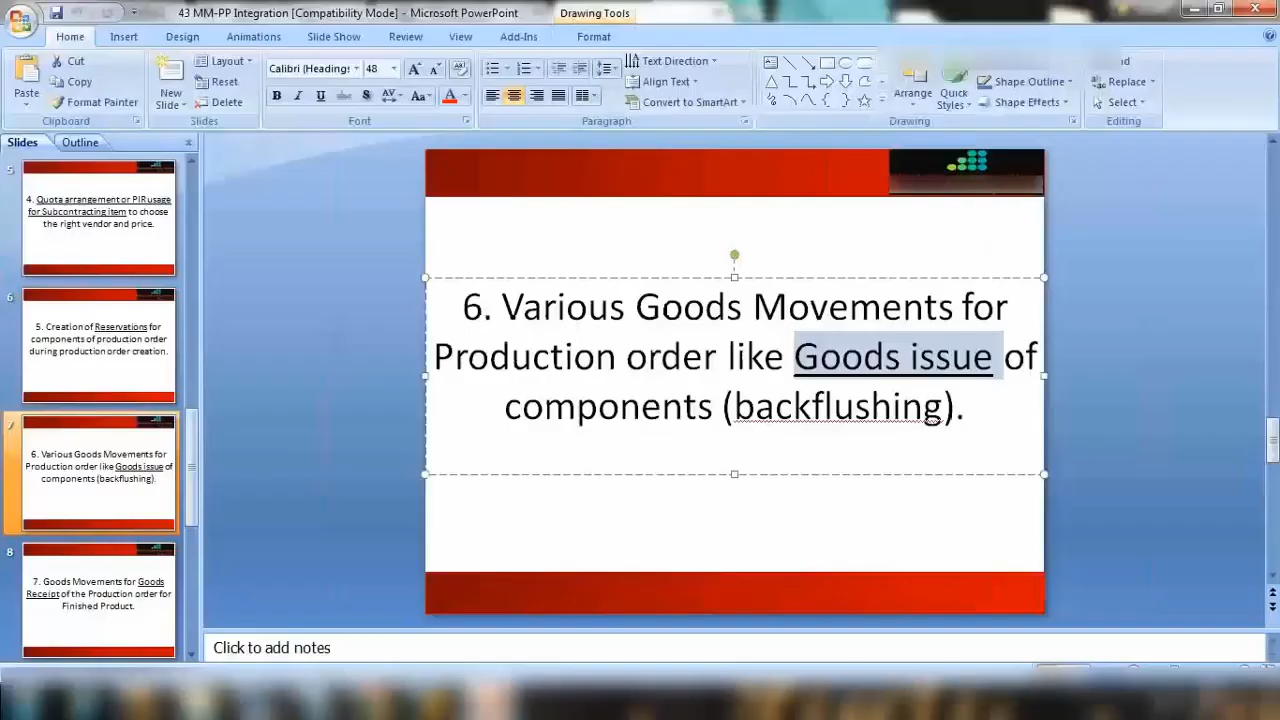 43 MM-PP Integration [Compatibility Mode] - Microsoft PowerPoint
Drawing Tools
Home
Insert
Design
Animations
Slide Show
Review
View
Add-Ins
Format
Paste
Cut
Copy
Format Painter
Clipboard
New
Slide
Layout
Reset
Delete
Slides
Calibri (Headings
48
B I U S AV Aa A
Font
Text Direction
Align Text
Convert to SmartArt
Paragraph
Arrange
Quick
Styles
Shape Outline
Shape Effects
Drawing
Replace
Select
Editing
Slides
Outline
5
4. Quota arrangement or PIR usage
for Subcontracting item to choose
the right vendor and price.
6
5. Creation of Reservations for
components of production order
during production order creation.
7
6. Various Goods Movements for
Production order like Goods issue of
components (backflushing).
8
7. Goods Movements for Goods
Receipt of the Production order for
Finished Product.
6. Various Goods Movements for
Production order like Goods issue of
components (backflushing).
Click to add notes